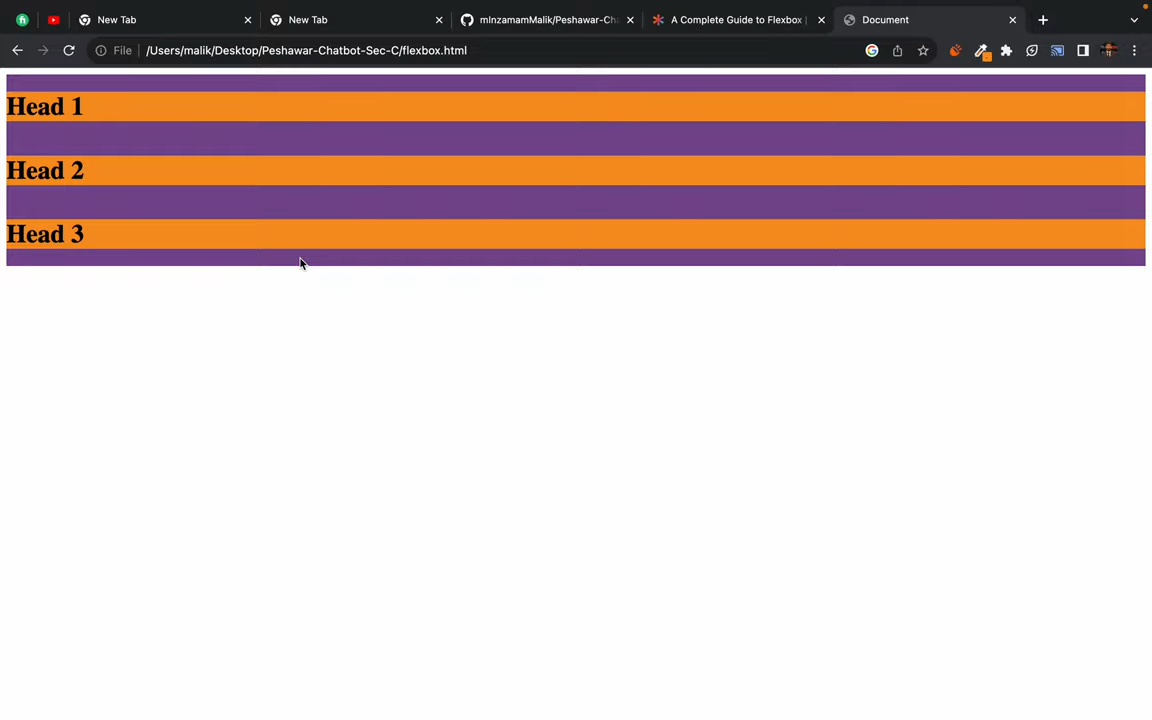 New Tab
New Tab
mInzamamMalik/Peshawar-Cha
A Complete Guide to Flexbox |
Document
File
/Users/malik/Desktop/Peshawar-Chatbot-Sec-C/flexbox.html
Head 1
Head 2
Head 3